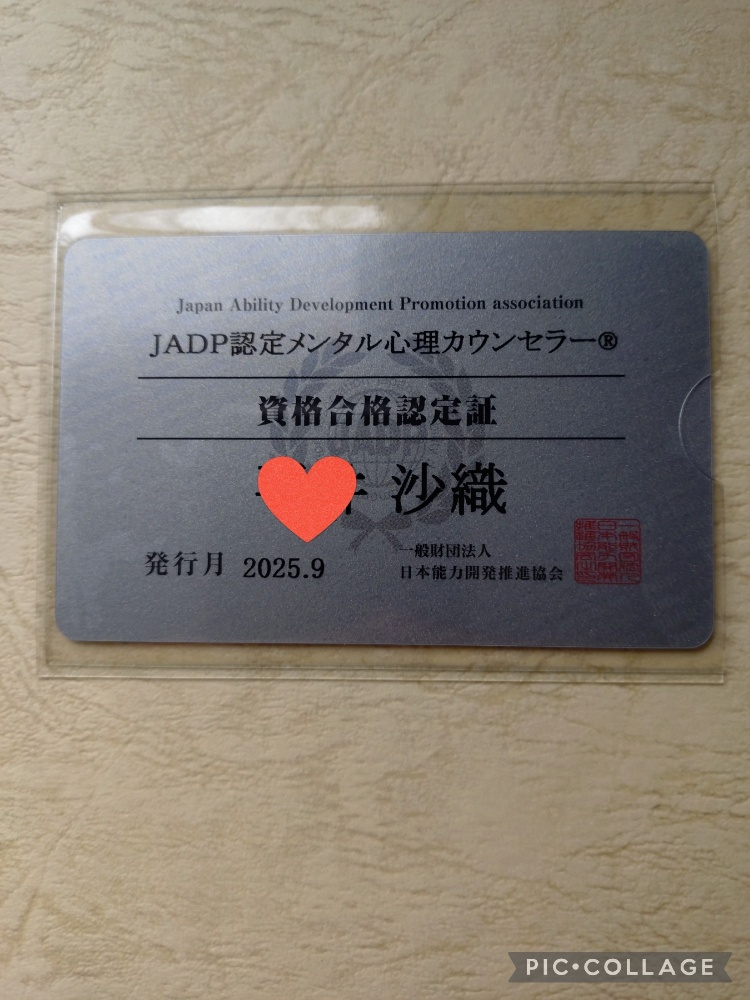 Japan Ability Development Promotion association
JADP認定メンタル心理カウンセラー®
資格合格認定証
沙織
発行月 2025.9
一般財団法人
日本能力開発推進協会
PIC•COLLAGE